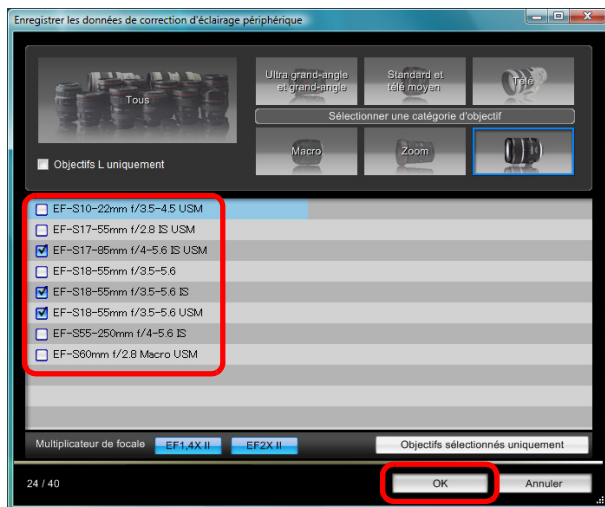 Enregistrer les données de correction d'éclairage périphérique
Tous
Objectifs L uniquement
Ultra grand-angle
et grand-angle
Standard et
télé moyen
Télé
Sélectionner une catégorie d'objectif
Macro
Zoom
EF-S10-22mm f/3.5-4.5 USM
EF-S17-55mm f/2.8 IS USM
EF-S17-85mm f/4-5.6 IS USM
EF-S18-55mm f/3.5-5.6
EF-S18-55mm f/3.5-5.6 IS
EF-S18-55mm f/3.5-5.6 USM
EF-S55-250mm f/4-5.6 IS
EF-S60mm f/2.8 Macro USM
Multiplicateur de focale EF1,4X II EF2X II Objectifs sélectionnés uniquement
24 / 40 OK Annuler